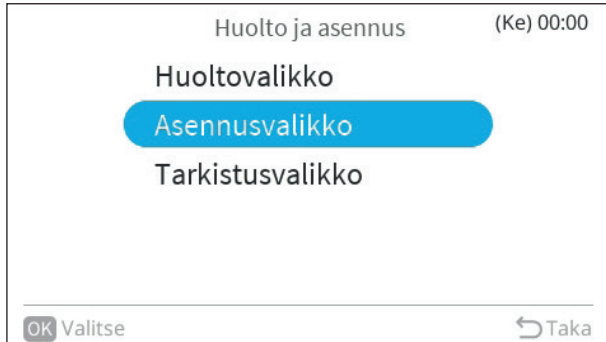 Huolto ja asennus (Ke) 00:00
Huoltovalikko
Asennusvalikko
Tarkistusvalikko
OK Valitse Taka